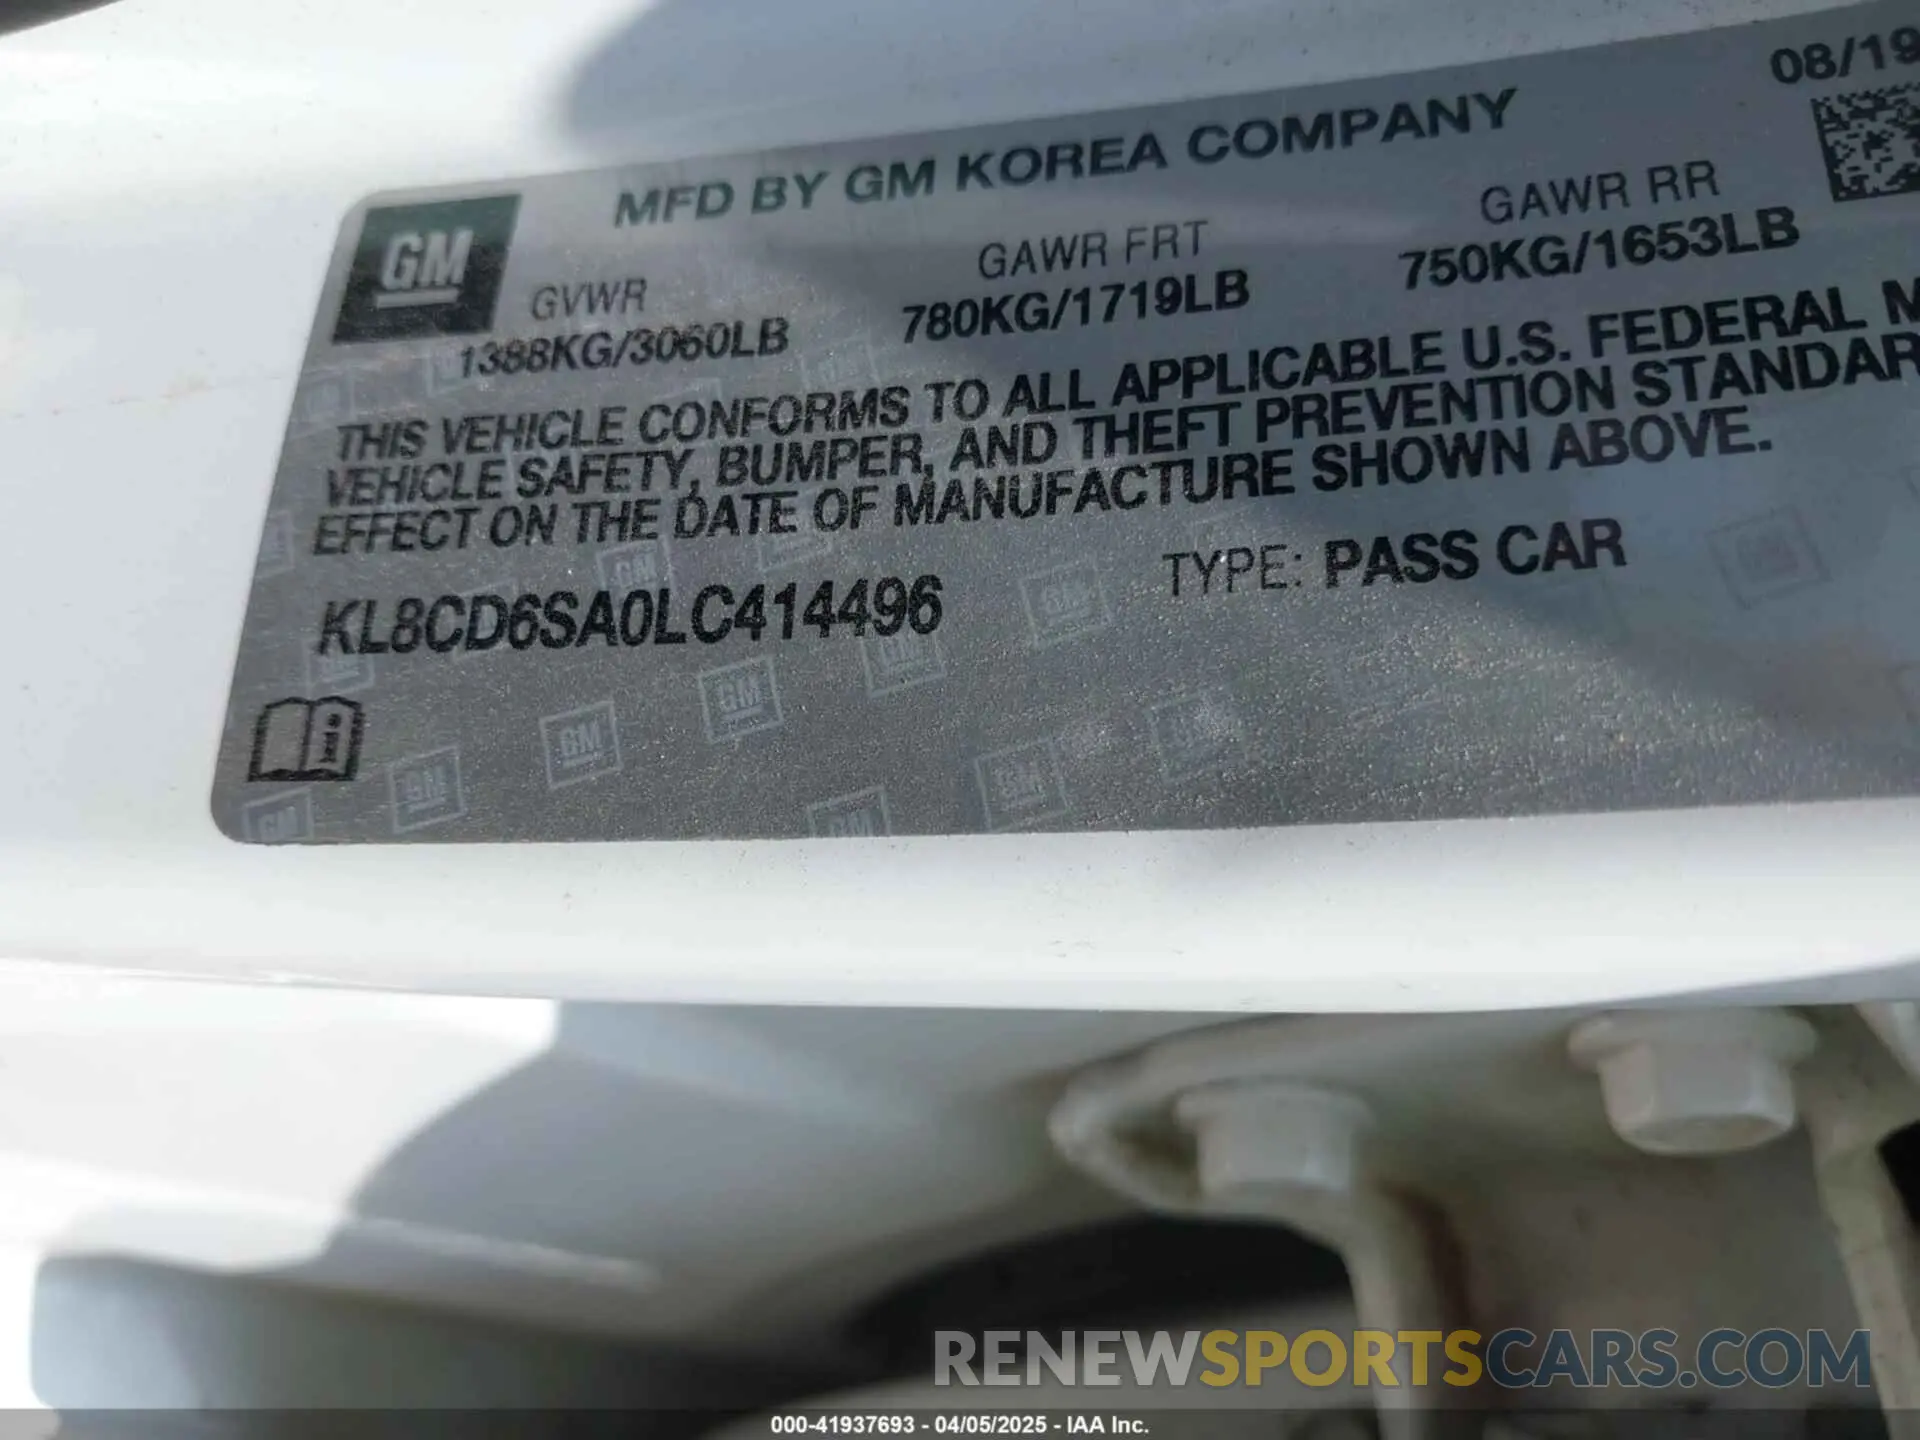 08/19
MFD BY GM KOREA COMPANY
GM
GVWR GAWR FRT GAWR RR
1388KG/3060LB 780KG/1719LB 750KG/1653LB
THIS VEHICLE CONFORMS TO ALL APPLICABLE U.S. FEDERAL M
VEHICLE SAFETY, BUMPER, AND THEFT PREVENTION STANDAR
EFFECT ON THE DATE OF MANUFACTURE SHOWN ABOVE.
KL8CD6SA0LC414496 TYPE: PASS CAR
RENEWSPORTSCARS.COM
000-41937693 - 04/05/2025 - IAA Inc.